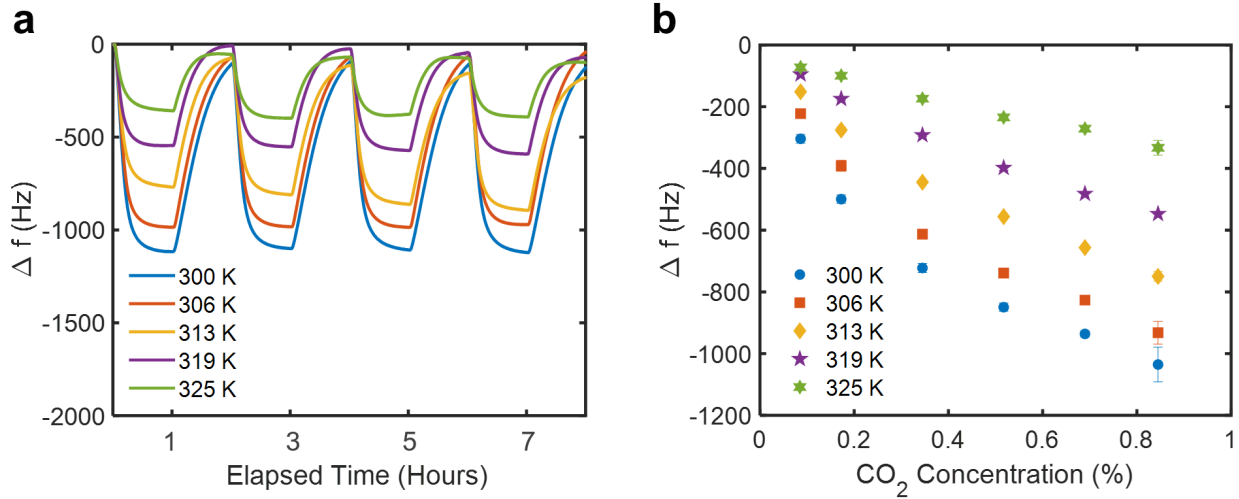 a
0
-500
-1000
-1500
-2000
Δ f (Hz)
300 K
306 K
313 K
319 K
325 K
1 3 5 7
Elapsed Time (Hours)
b
0
-200
-400
-600
-800
-1000
-1200
Δ f (Hz)
300 K
306 K
313 K
319 K
325 K
0 0.2 0.4 0.6 0.8 1
CO₂ Concentration (%)